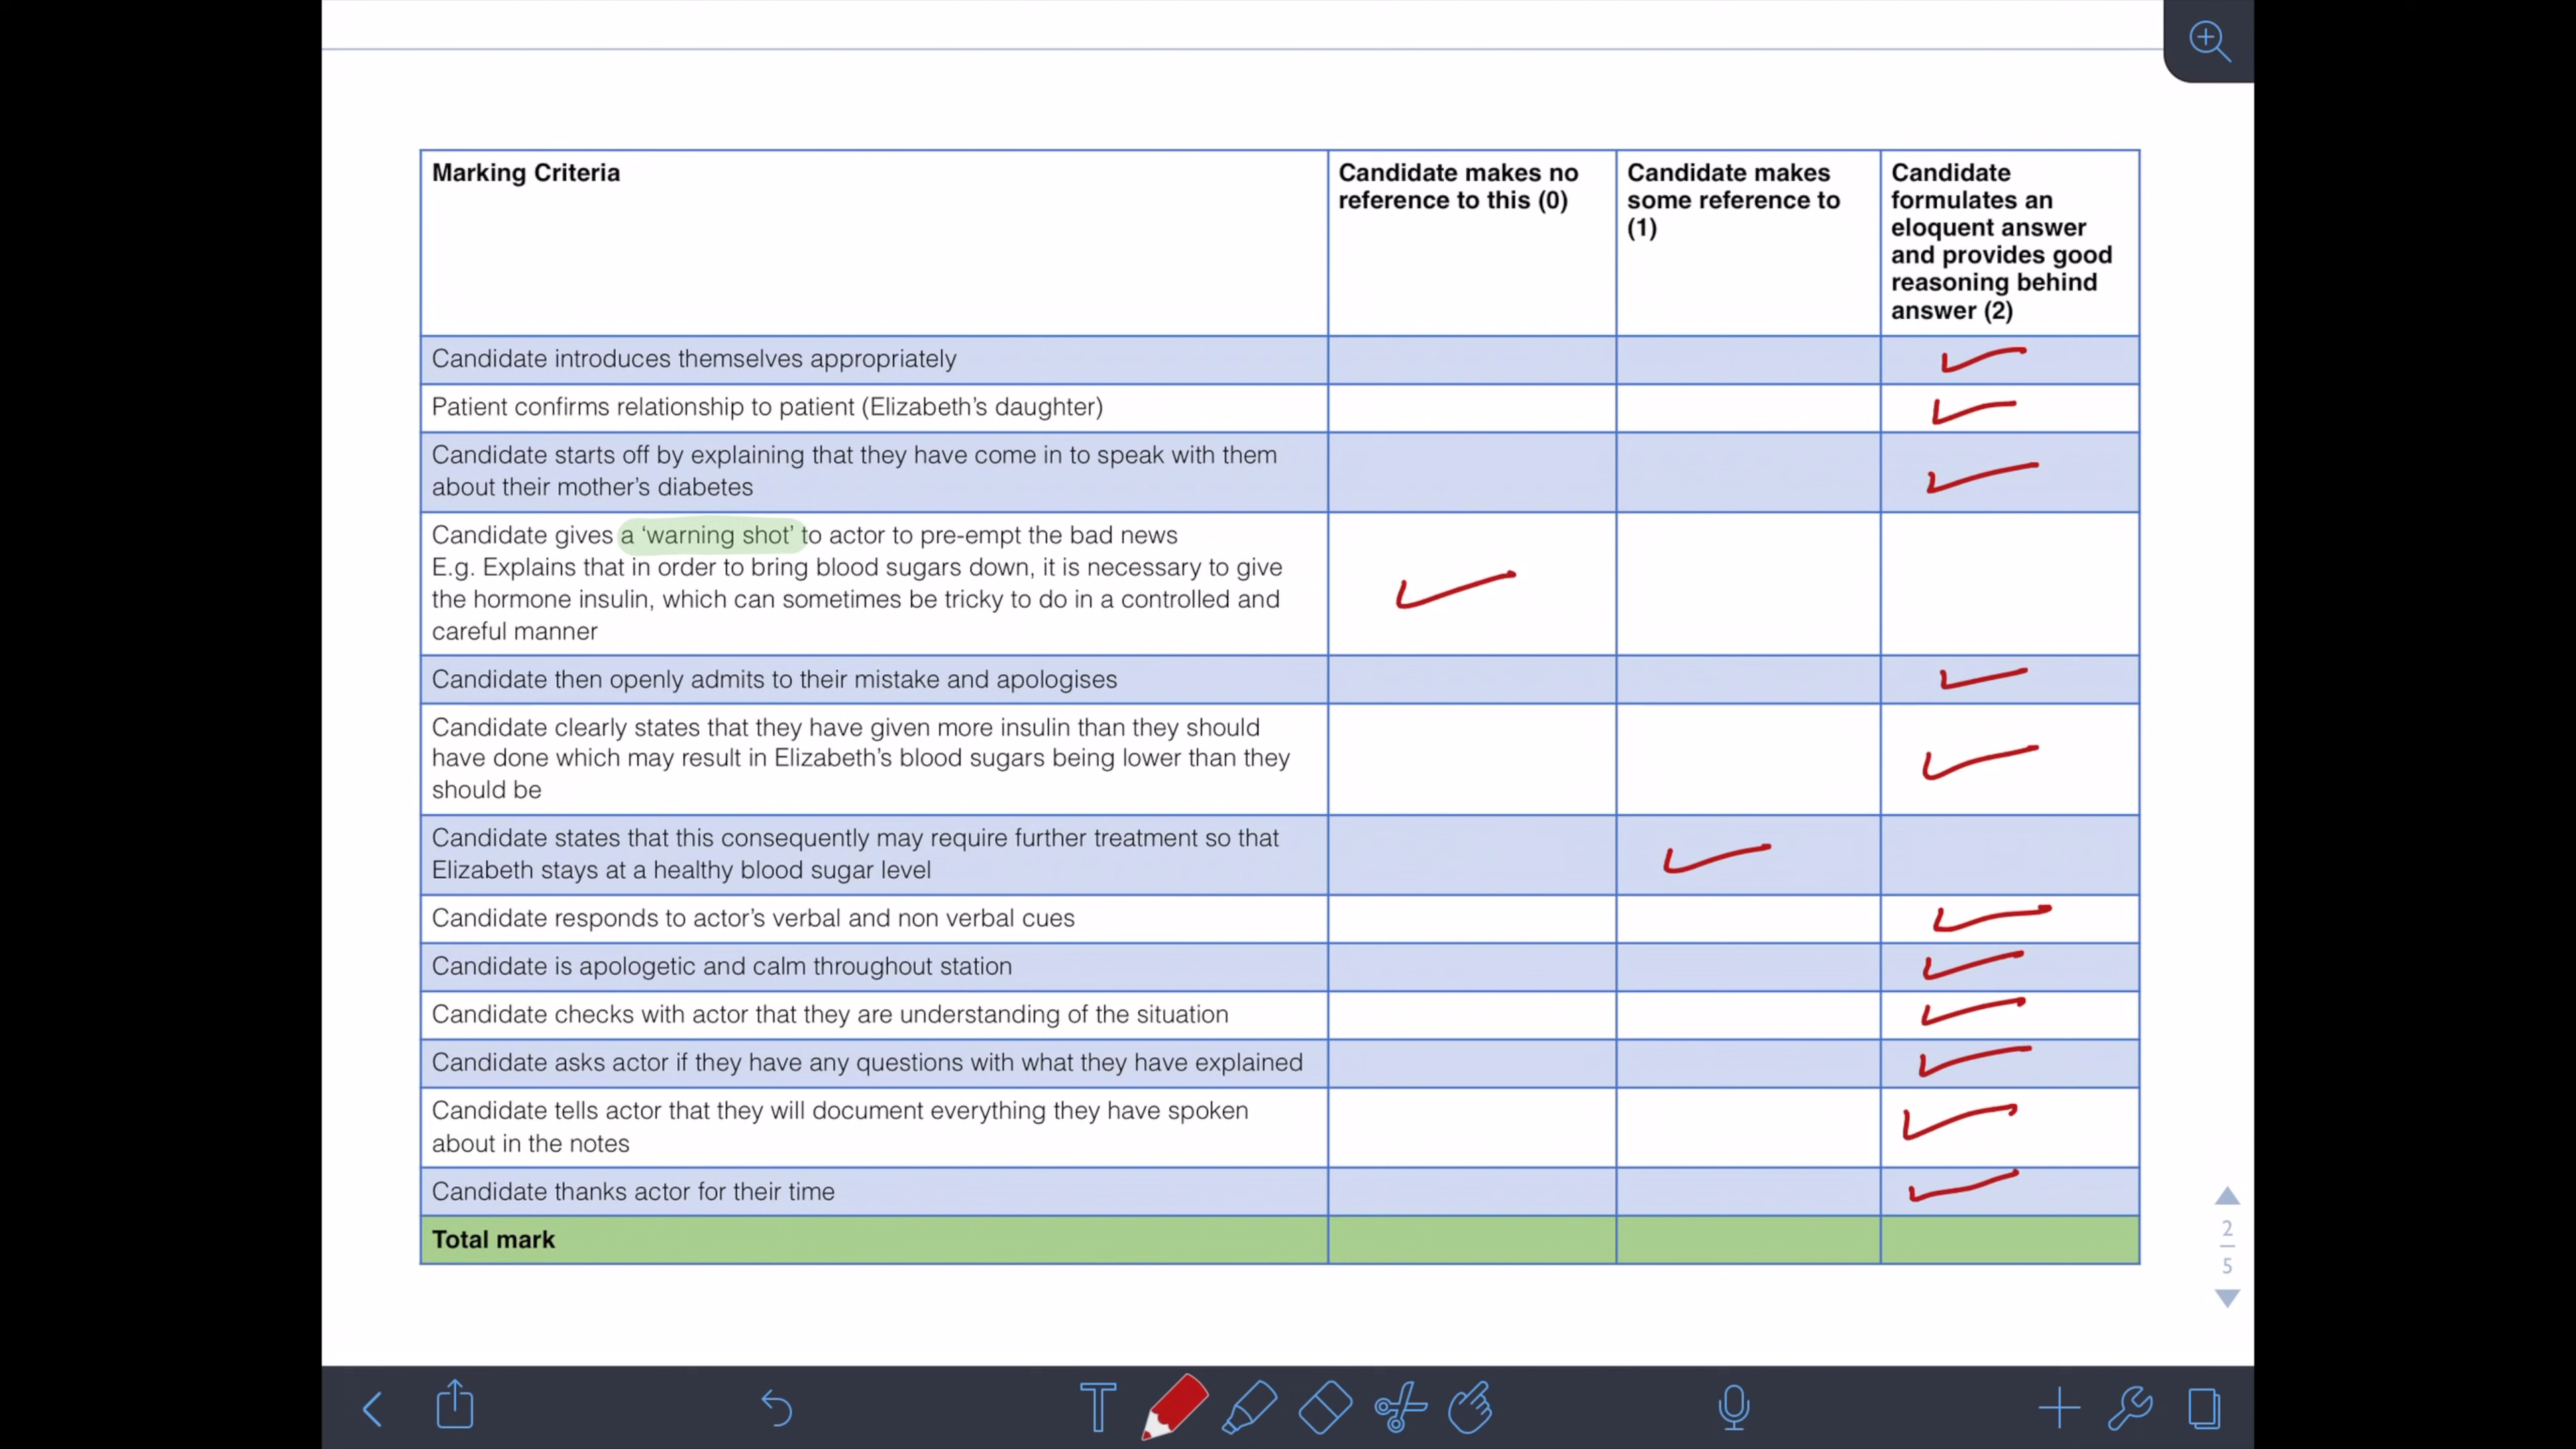 Marking Criteria
Candidate makes no
reference to this (0)
Candidate makes
some reference to
(1)
Candidate
formulates an
eloquent answer
and provides good
reasoning behind
answer (2)
Candidate introduces themselves appropriately
Patient confirms relationship to patient (Elizabeth’s daughter)
Candidate starts off by explaining that they have come in to speak with them
about their mother’s diabetes
Candidate gives a ‘warning shot’ to actor to pre-empt the bad news
E.g. Explains that in order to bring blood sugars down, it is necessary to give
the hormone insulin, which can sometimes be tricky to do in a controlled and
careful manner
Candidate then openly admits to their mistake and apologises
Candidate clearly states that they have given more insulin than they should
have done which may result in Elizabeth’s blood sugars being lower than they
should be
Candidate states that this consequently may require further treatment so that
Elizabeth stays at a healthy blood sugar level
Candidate responds to actor’s verbal and non verbal cues
Candidate is apologetic and calm throughout station
Candidate checks with actor that they are understanding of the situation
Candidate asks actor if they have any questions with what they have explained
Candidate tells actor that they will document everything they have spoken
about in the notes
Candidate thanks actor for their time
Total mark
2
5